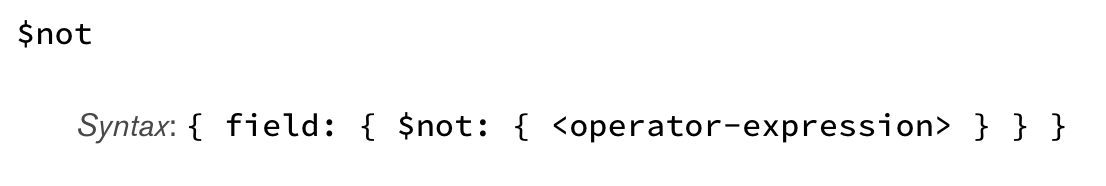 $not
Syntax: { field: { $not: { <operator-expression> } } }